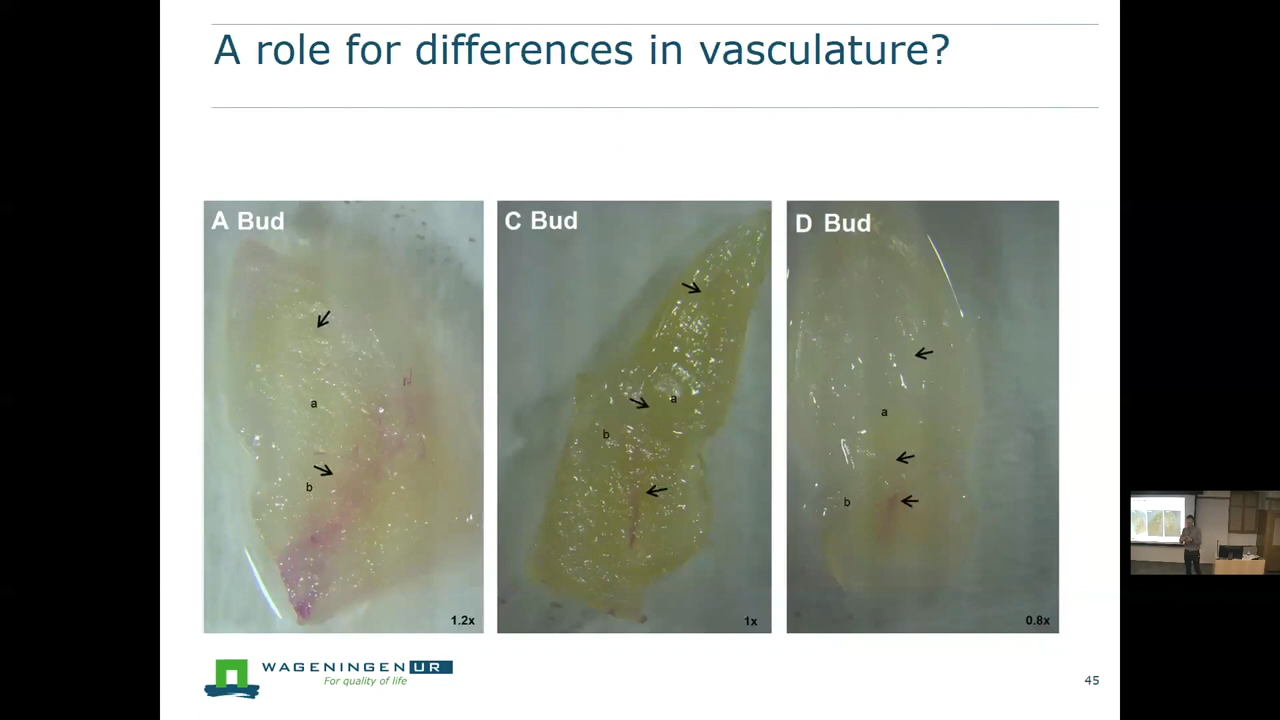 A role for differences in vasculature?
A Bud
C Bud
D Bud
a
b
a
b
a
b
1.2x
1x
0.8x
WAGENINGEN UR
For quality of life
45